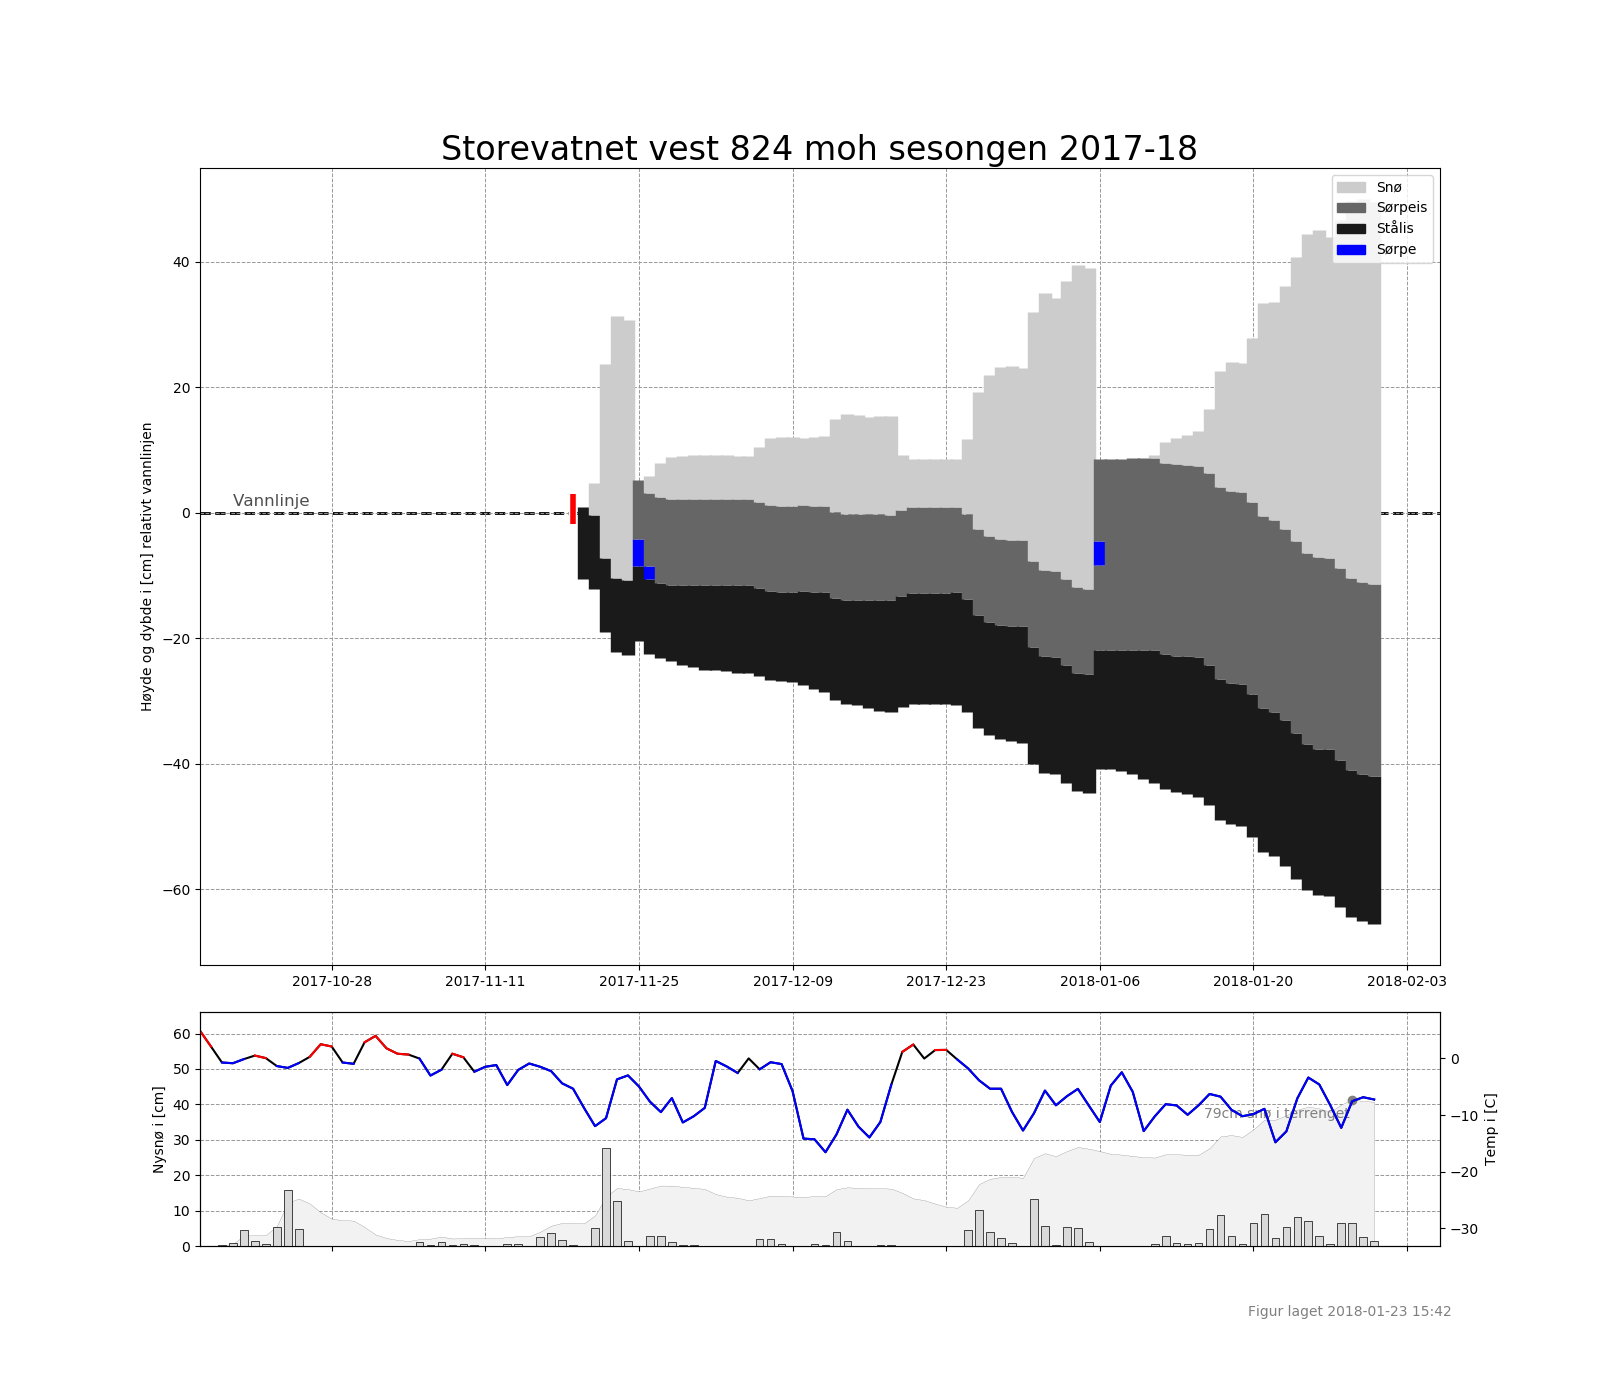 Storevatnet vest 824 moh sesongen 2017-18
Snø
Sørpeis
Stålis
Sørpe
Høyde og dybde i [cm] relativt vannlinjen
40
20
0
−20
−40
−60
Vannlinje
2017-10-28 2017-11-11 2017-11-25 2017-12-09 2017-12-23 2018-01-06 2018-01-20 2018-02-03
Nysnø i [cm]
60
50
40
30
20
10
0
79cm snø i terrenget
0
−10
−20
−30
Temp i [C]
Figur laget 2018-01-23 15:42